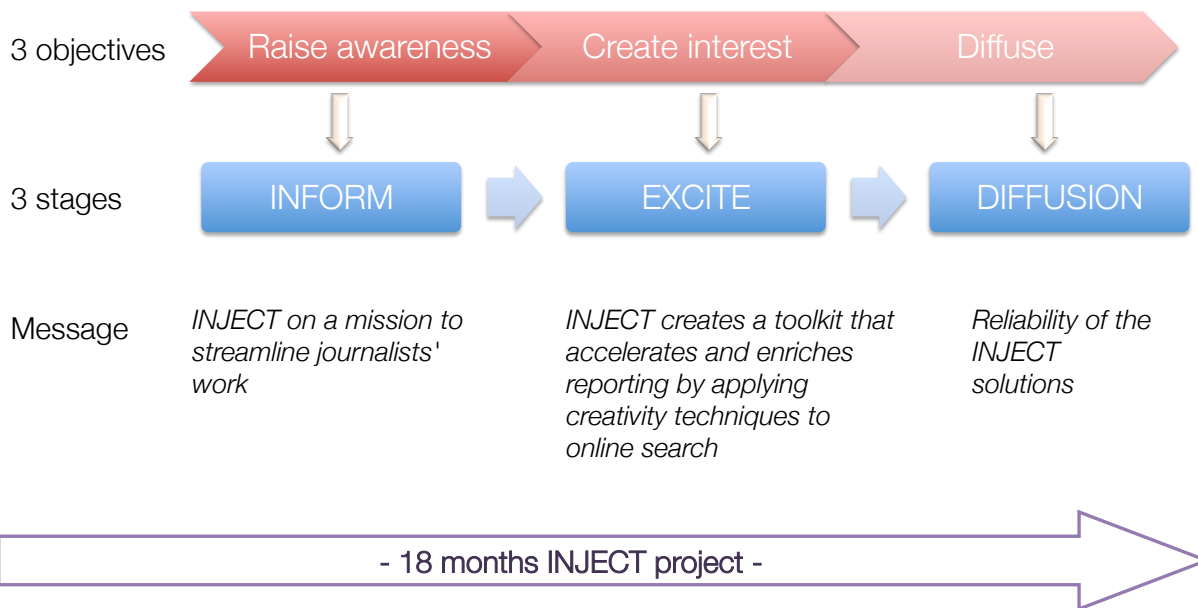 3 objectives
Raise awareness
Create interest
Diffuse
3 stages
INFORM
EXCITE
DIFFUSION
Message
INJECT on a mission to
streamline journalists'
work
INJECT creates a toolkit that
accelerates and enriches
reporting by applying
creativity techniques to
online search
Reliability of the
INJECT
solutions
- 18 months INJECT project -